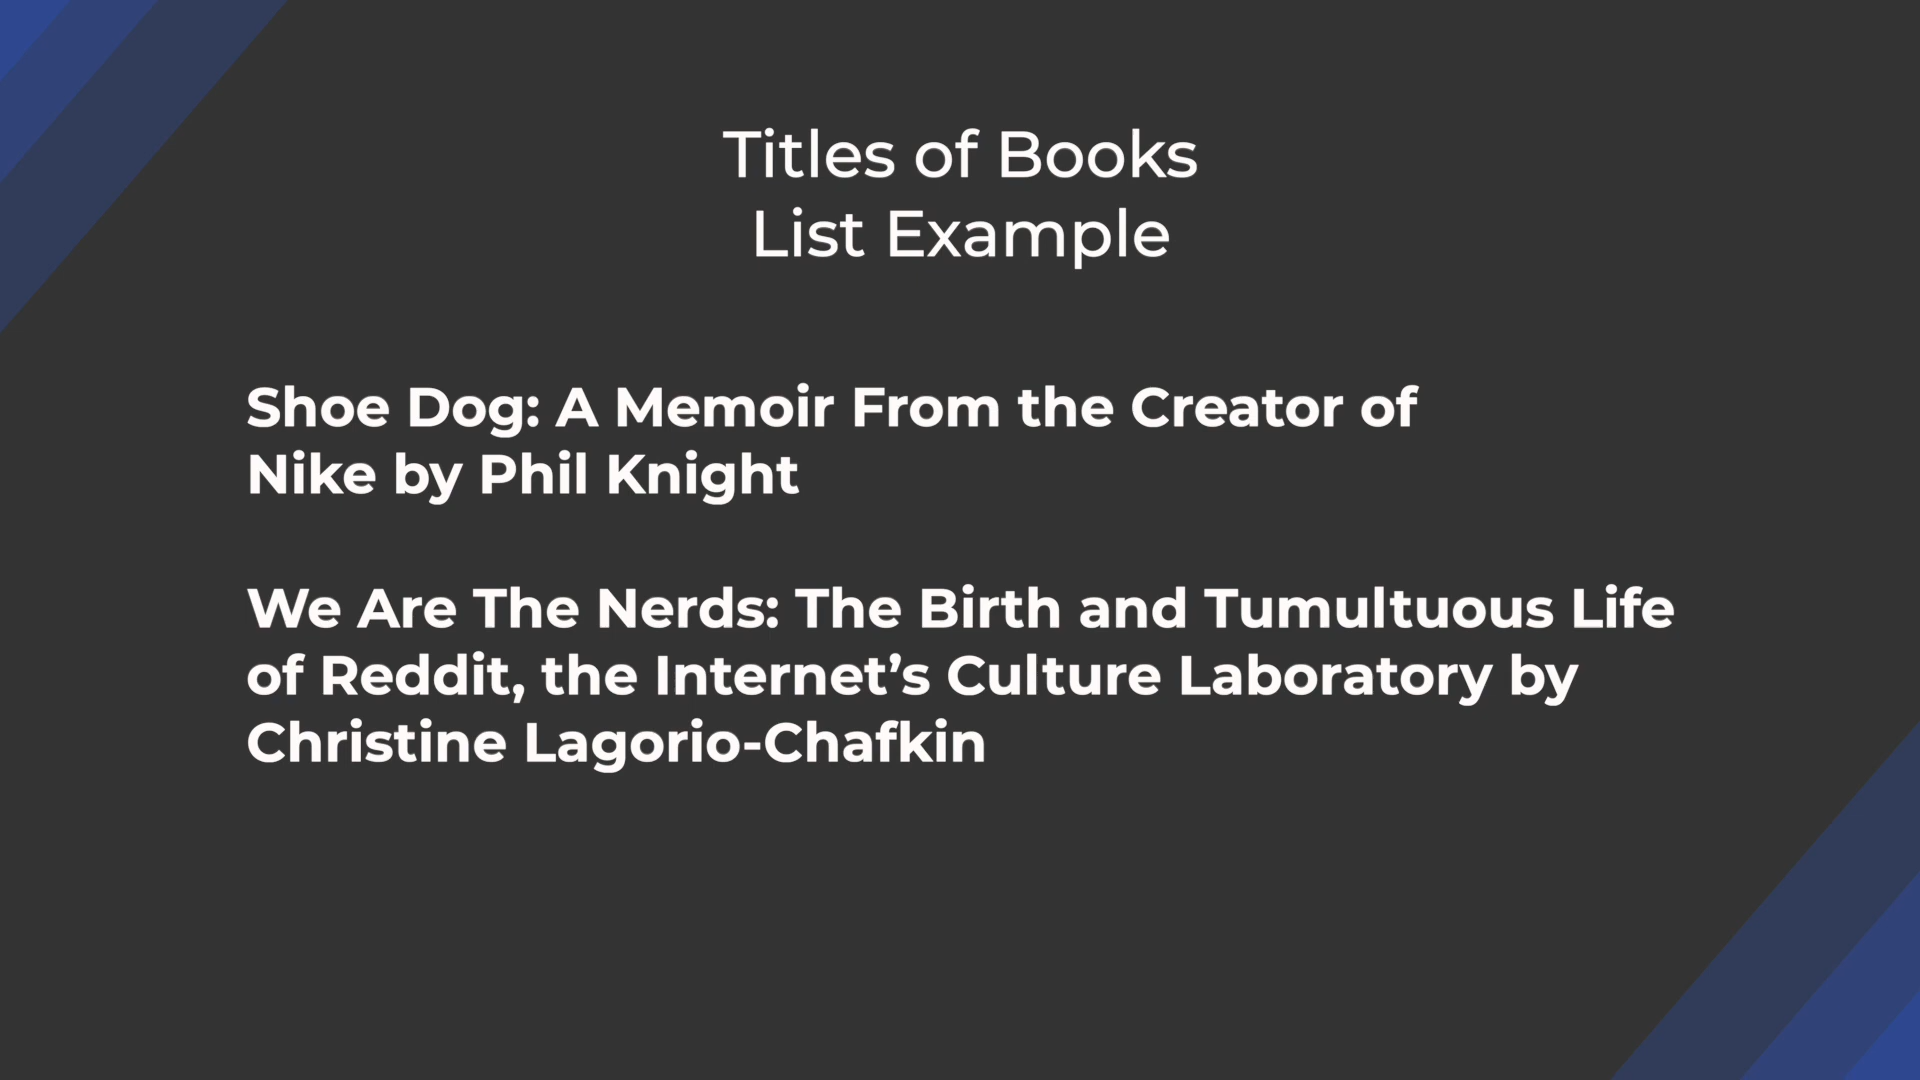 Titles of Books
List Example
Shoe Dog: A Memoir From the Creator of
Nike by Phil Knight
We Are The Nerds: The Birth and Tumultuous Life
of Reddit, the Internet’s Culture Laboratory by
Christine Lagorio-Chafkin